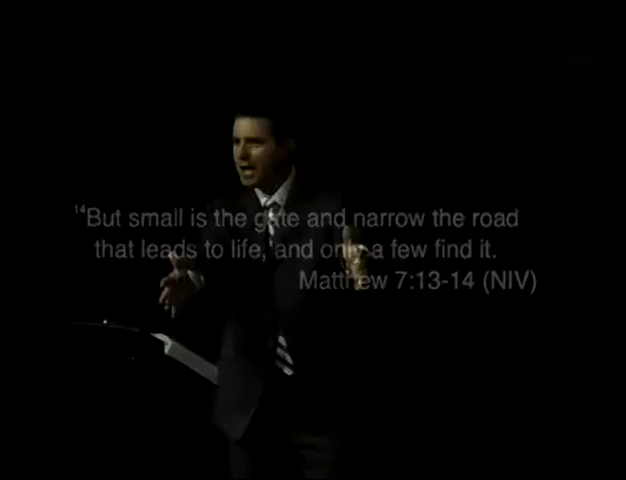 ¹⁴But small is the gate and narrow the road
that leads to life, and only a few find it.
Matthew 7:13-14 (NIV)